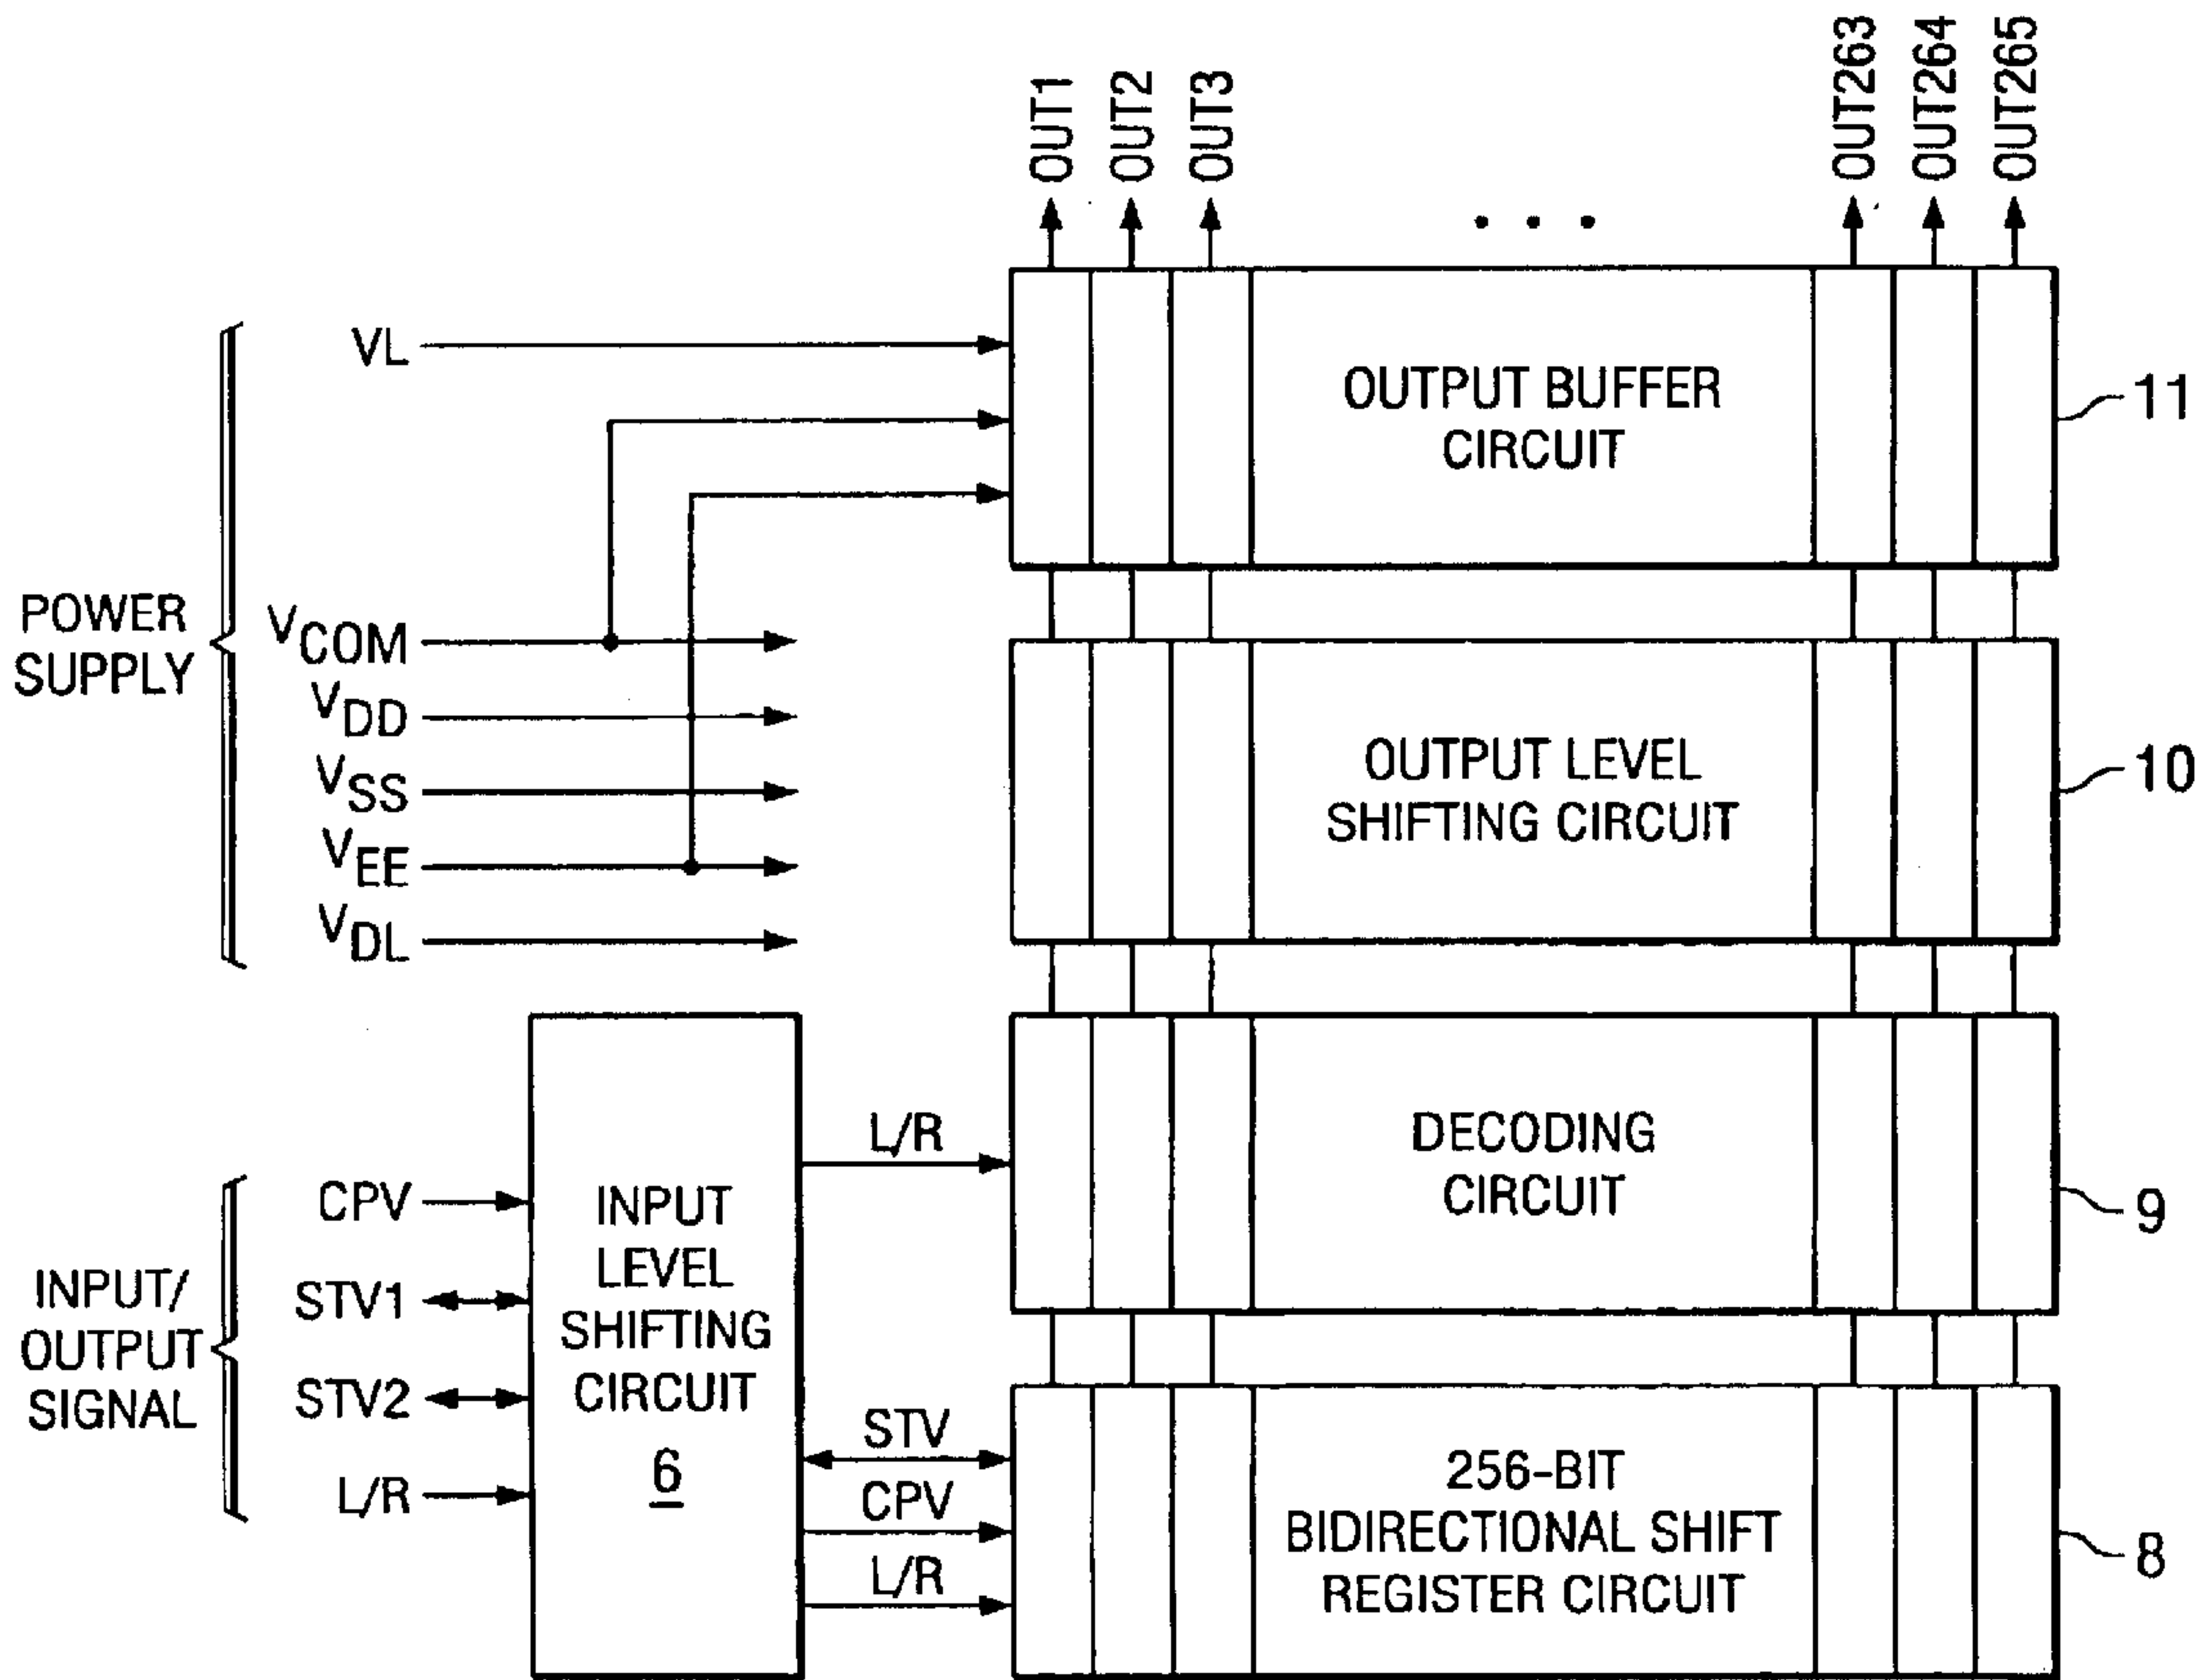 OUT1
OUT2
OUT3
OUT263
OUT264
OUT265
. . .
POWER
SUPPLY
VL
VCOM
VDD
VSS
VEE
VDL
OUTPUT BUFFER
CIRCUIT
11
OUTPUT LEVEL
SHIFTING CIRCUIT
10
INPUT/
OUTPUT
SIGNAL
CPV
STV1
STV2
L/R
INPUT
LEVEL
SHIFTING
CIRCUIT
6
L/R
DECODING
CIRCUIT
9
STV
CPV
L/R
256-BIT
BIDIRECTIONAL SHIFT
REGISTER CIRCUIT
8